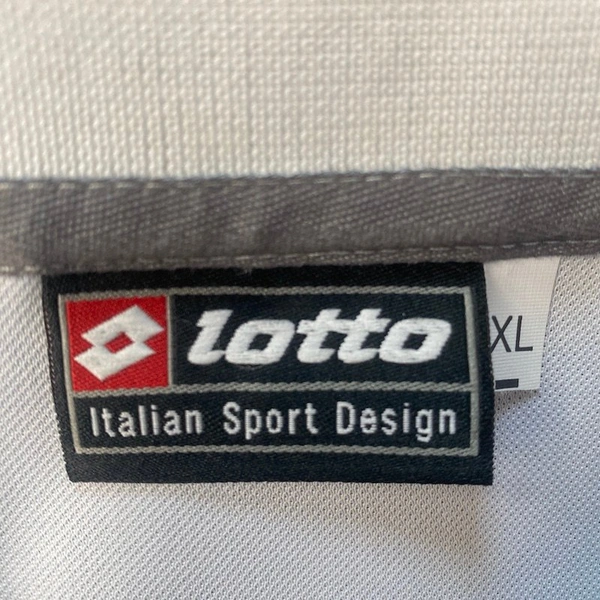 lotto
XL
Italian Sport Design